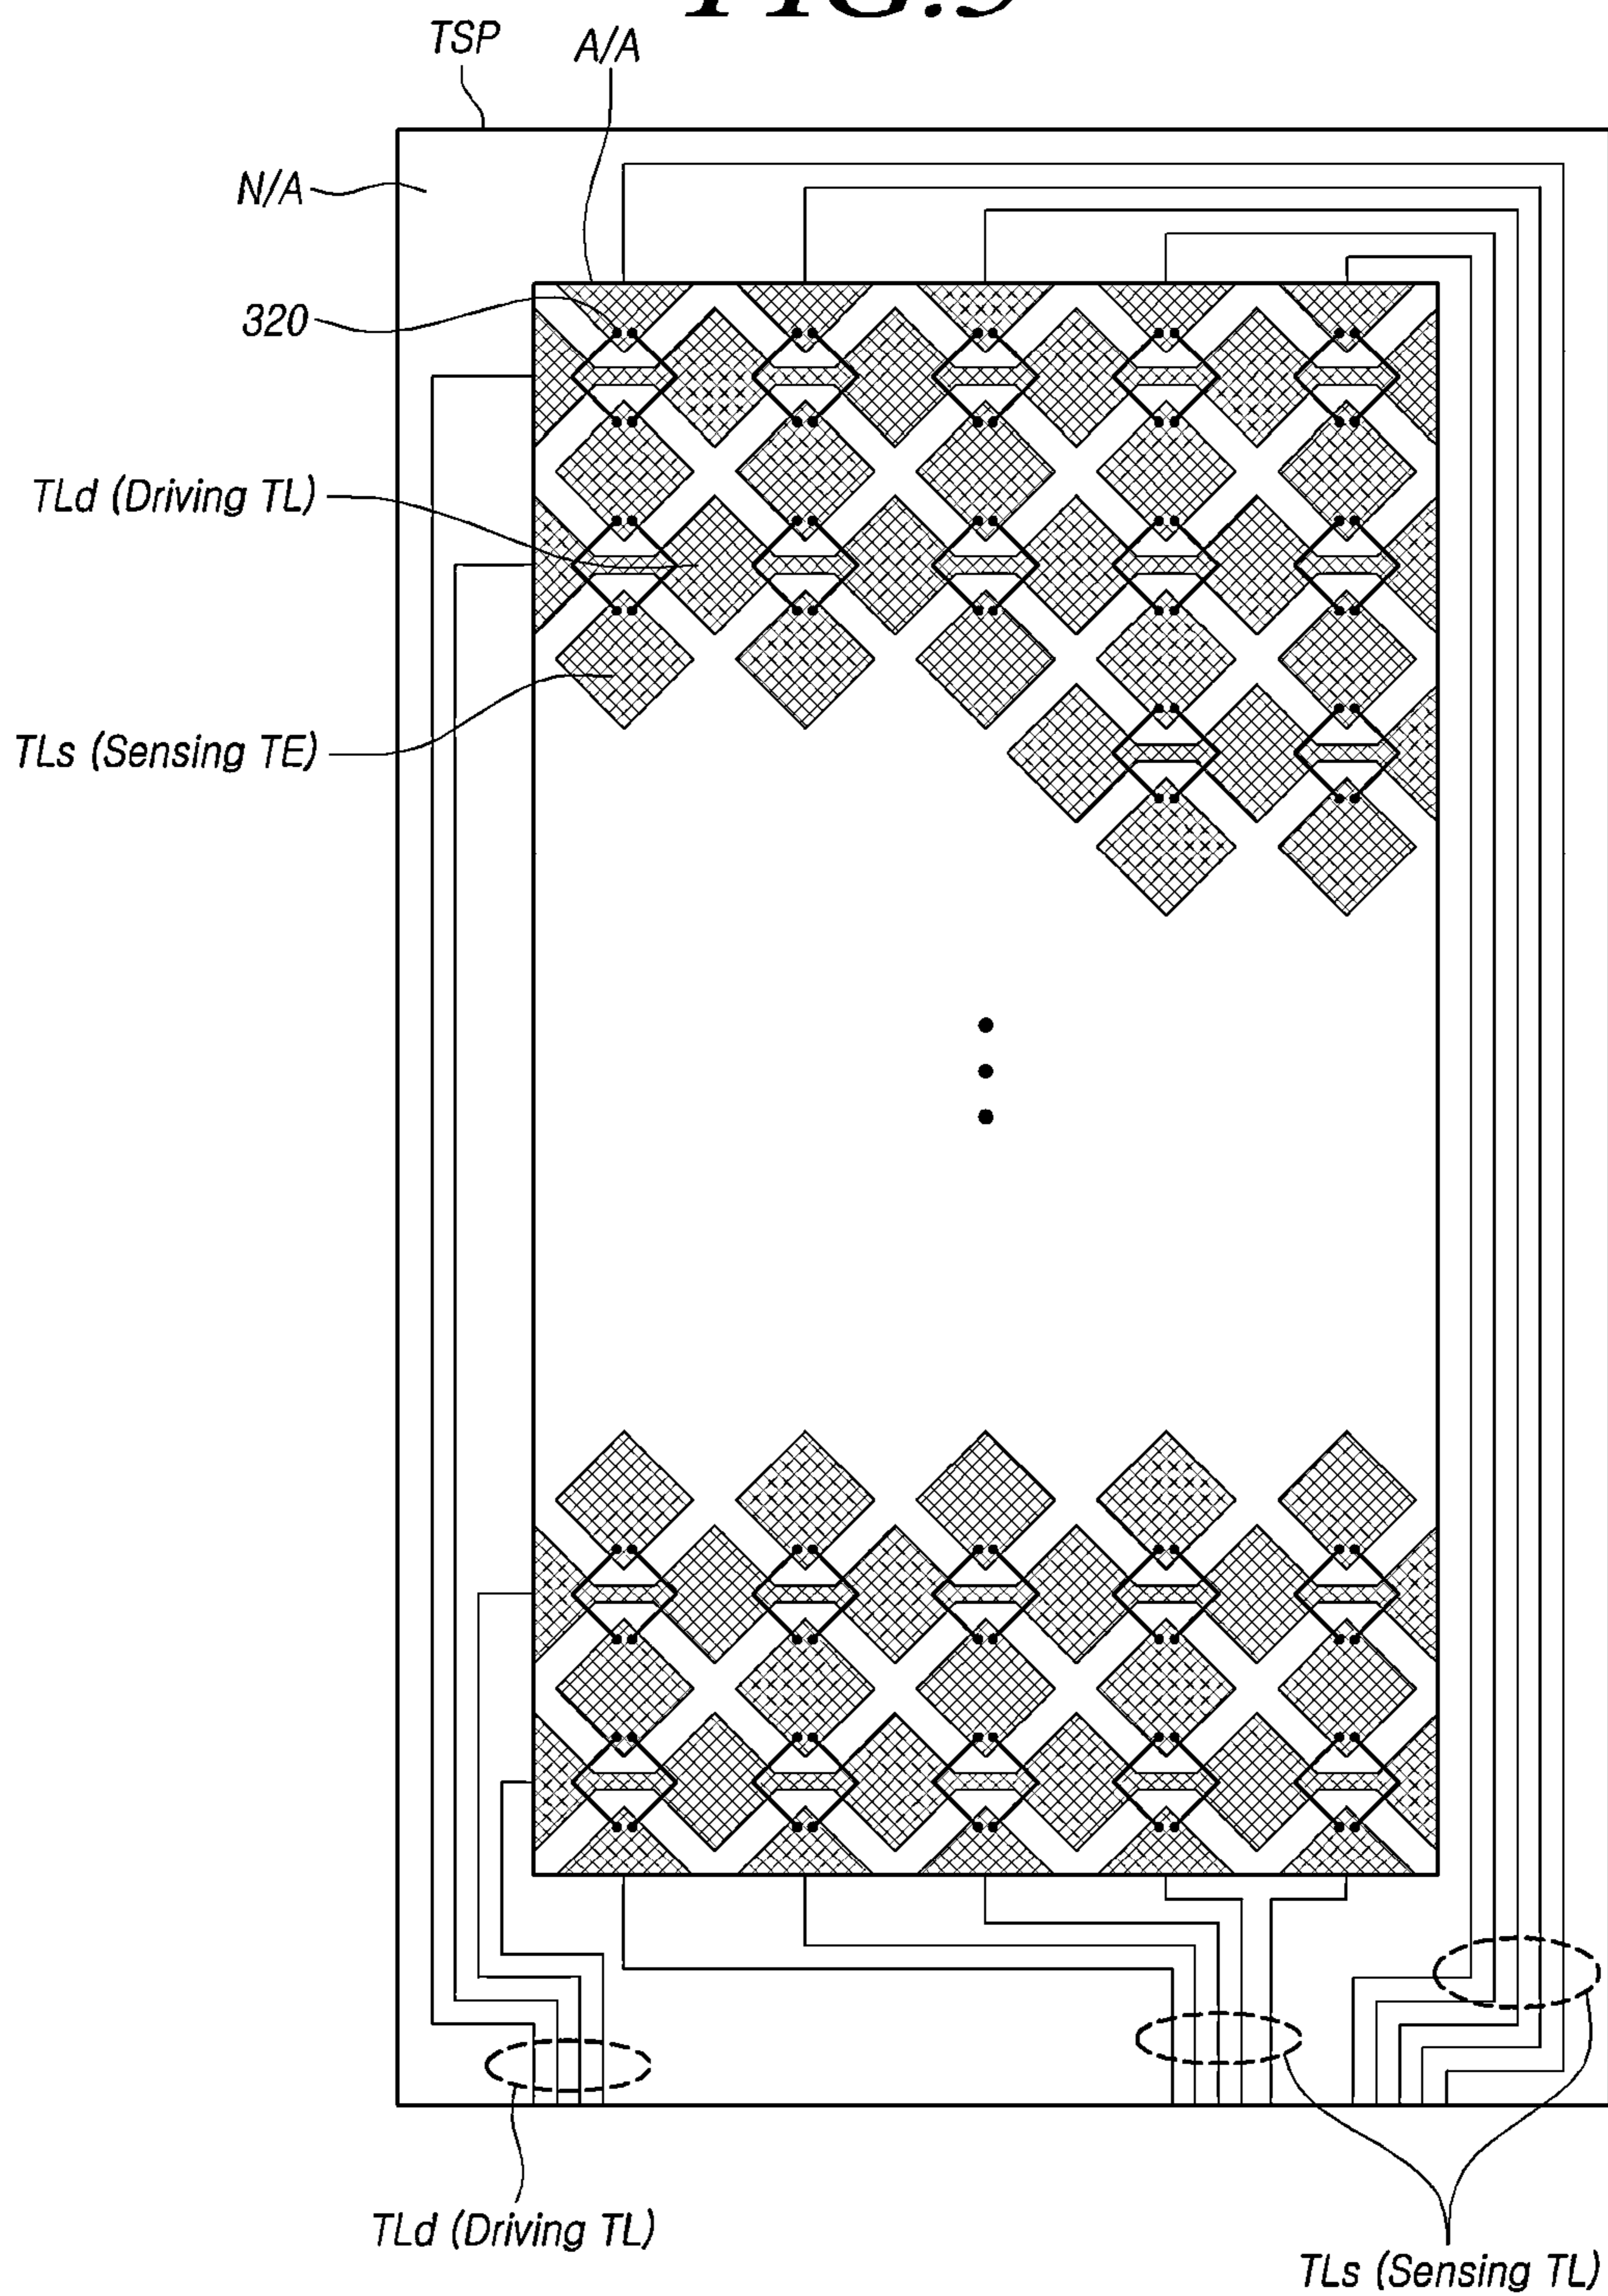 TSP
A/A
N/A
320
TLd (Driving TL)
TLs (Sensing TE)
TLd (Driving TL)
TLs (Sensing TL)